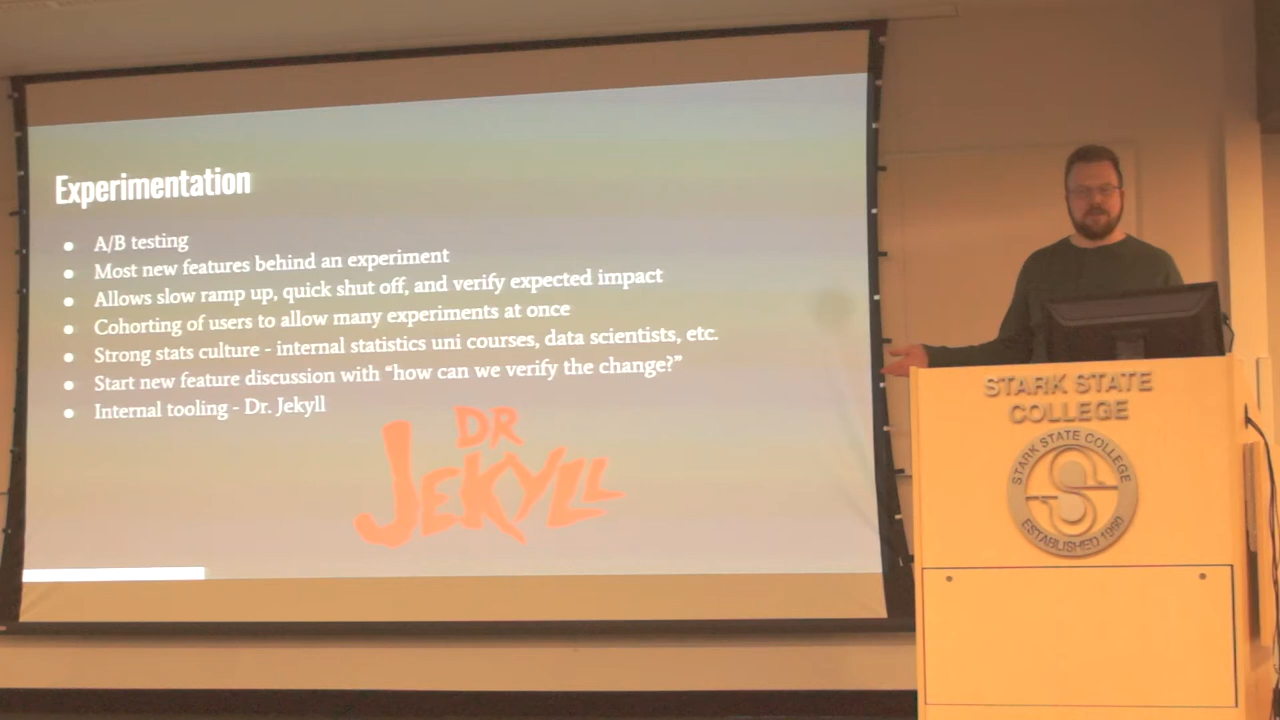 Experimentation
● A/B testing
● Most new features behind an experiment
● Allows slow ramp up, quick shut off, and verify expected impact
● Cohorting of users to allow many experiments at once
● Strong stats culture - internal statistics uni courses, data scientists, etc.
● Start new feature discussion with “how can we verify the change?”
● Internal tooling - Dr. Jekyll
DR
JEKYLL
STARK STATE
COLLEGE
STARK STATE COLLEGE
ESTABLISHED 1960